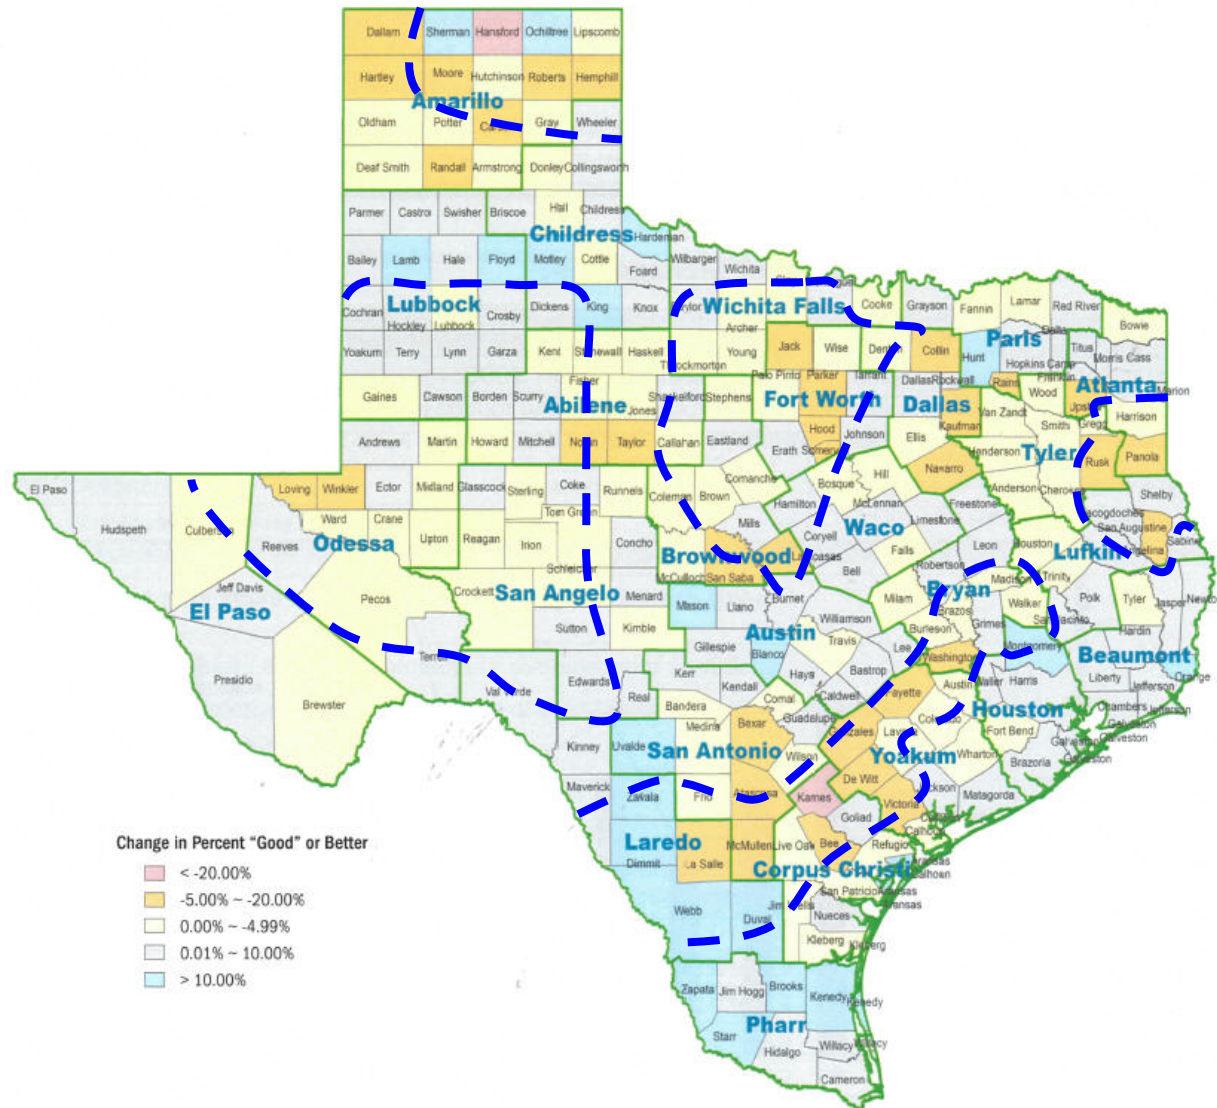 Dallam Sherman Hansford Ochiltree Lipscomb
Hartley Moore Hutchinson Roberts Hemphill
Amarillo
Oldham Potter Gray Wheeler
Deaf Smith Randall Armstrong Donley Collingsworth
Parmer Castro Swisher Briscoe Hall Childress
Childress Hardeman
Bailey Lamb Hale Floyd Motley Cottle Foard Wilbarger Wichita
Cochran Hockley Lubbock Crosby Dickens King Knox
Lubbock Wichita Falls Cooke Grayson Fannin Lamar Red River Bowie
Archer
Yoakum Terry Lynn Garza Kent Haskell Young Jack Wise Collin Hunt
Paris Titus Morris Cass
Hopkins Camp
Palo Pinto Parker Tarrant Dallas Rockwall Rains Franklin Wood
Gaines Dawson Borden Scurry Fisher Jones Stephens
Abilene Fort Worth Dallas Atlanta Marion
Kaufman Van Zandt Smith Gregg Harrison
Andrews Martin Howard Mitchell Taylor Callahan Eastland Erath Hood Johnson Ellis
Tyler Henderson Rusk Panola
El Paso Loving Winkler Ector Midland Glasscock Sterling Coke Runnels Coleman Brown Comanche Bosque Hill Navarro Anderson Shelby
Hudspeth Culberson Ward Crane Tom Green Mills Hamilton McLennan Limestone Freestone
San Augustine Sabine
Reeves Odessa Upton Reagan Irion Concho Brownwood Coryell Waco Falls Leon Houston Lufkin
Jeff Davis Pecos Crockett Schleicher Menard McCulloch San Saba Bell Robertson Madison Trinity
El Paso San Angelo Mason Llano Burnet Williamson Milam Bryan Walker Polk Tyler Jasper Newton
Brazos Grimes San Jacinto Hardin
Sutton Kimble Gillespie Austin Travis Burleson
Presidio Brewster Terrell Blanco Lee Washington Montgomery Beaumont
Val Verde Edwards Real Kerr Kendall Hays Bastrop Waller Harris Liberty Jefferson Orange
Bandera Comal Caldwell Fayette Austin Houston Chambers Jefferson
Kinney Uvalde Medina Bexar Guadalupe Gonzales Lavaca Fort Bend Galveston
San Antonio Wilson Yoakum Wharton Brazoria Galveston
Maverick Zavala Frio Atascosa Karnes De Witt Jackson Matagorda
Goliad Victoria Calhoun
Change in Percent “Good” or Better
< -20.00%
-5.00% ~ -20.00%
0.00% ~ -4.99%
0.01% ~ 10.00%
> 10.00%
Laredo McMullen Live Oak Bee Refugio
Dimmit La Salle Corpus Christi Calhoun
Webb Duval Jim Wells San Patricio Aransas
Nueces
Kleberg Kleberg
Zapata Jim Hogg Brooks Kenedy Kenedy
Pharr
Starr Hidalgo Willacy Willacy
Cameron